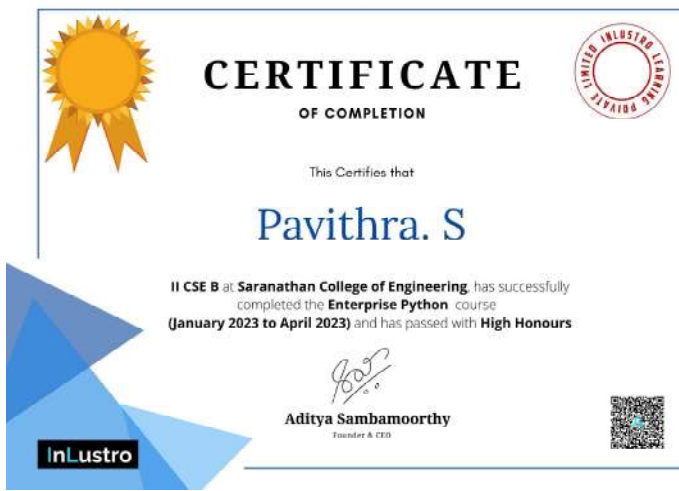 CERTIFICATE
OF COMPLETION
INLUSTRO LEARNING PRIVATE LIMITED
This Certifies that
Pavithra. S
II CSE B at Saranathan College of Engineering, has successfully
completed the Enterprise Python course
(January 2023 to April 2023) and has passed with High Honours
Aditya Sambamoorthy
Founder & CEO
InLustro